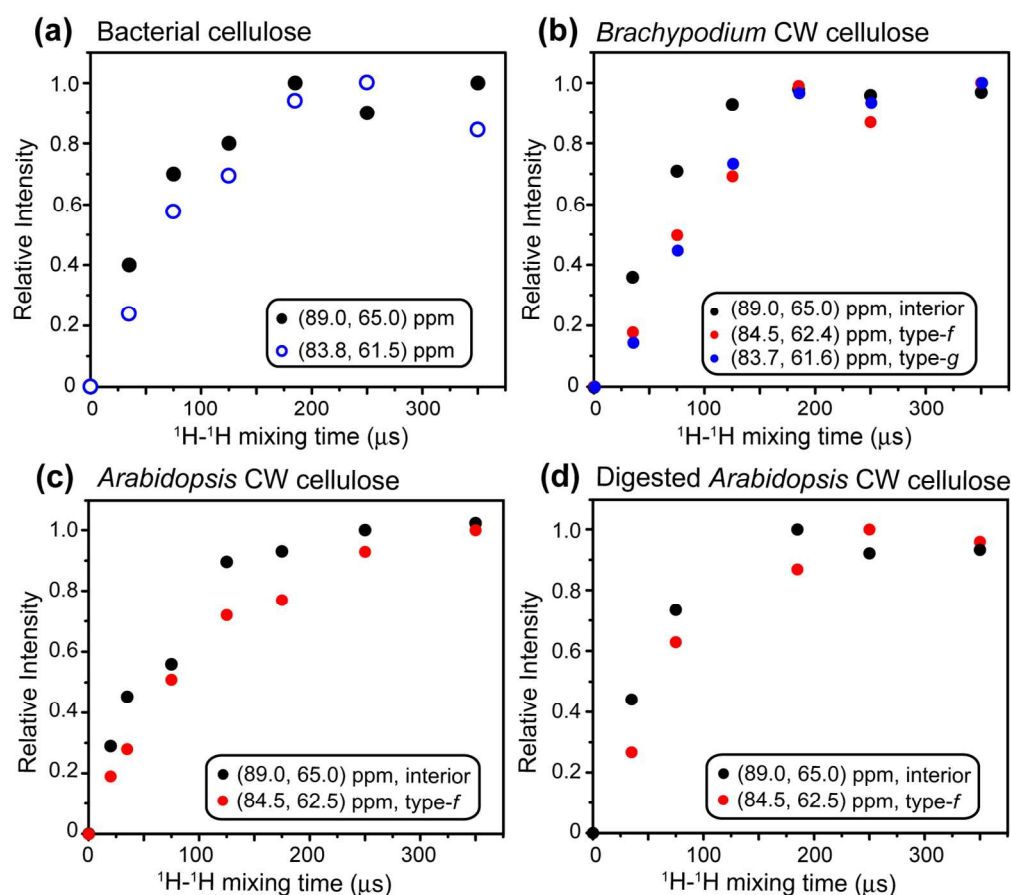 (a) Bacterial cellulose
Relative Intensity
1.0
0.8
0.6
0.4
0.2
0
0 100 200 300
¹H-¹H mixing time (μs)
(89.0, 65.0) ppm
(83.8, 61.5) ppm
(b) Brachypodium CW cellulose
Relative Intensity
1.0
0.8
0.6
0.4
0.2
0
0 100 200 300
¹H-¹H mixing time (μs)
(89.0, 65.0) ppm, interior
(84.5, 62.4) ppm, type-f
(83.7, 61.6) ppm, type-g
(c) Arabidopsis CW cellulose
Relative Intensity
1.0
0.8
0.6
0.4
0.2
0
0 100 200 300
¹H-¹H mixing time (μs)
(89.0, 65.0) ppm, interior
(84.5, 62.5) ppm, type-f
(d) Digested Arabidopsis CW cellulose
Relative Intensity
1.0
0.8
0.6
0.4
0.2
0
0 100 200 300
¹H-¹H mixing time (μs)
(89.0, 65.0) ppm, interior
(84.5, 62.5) ppm, type-f